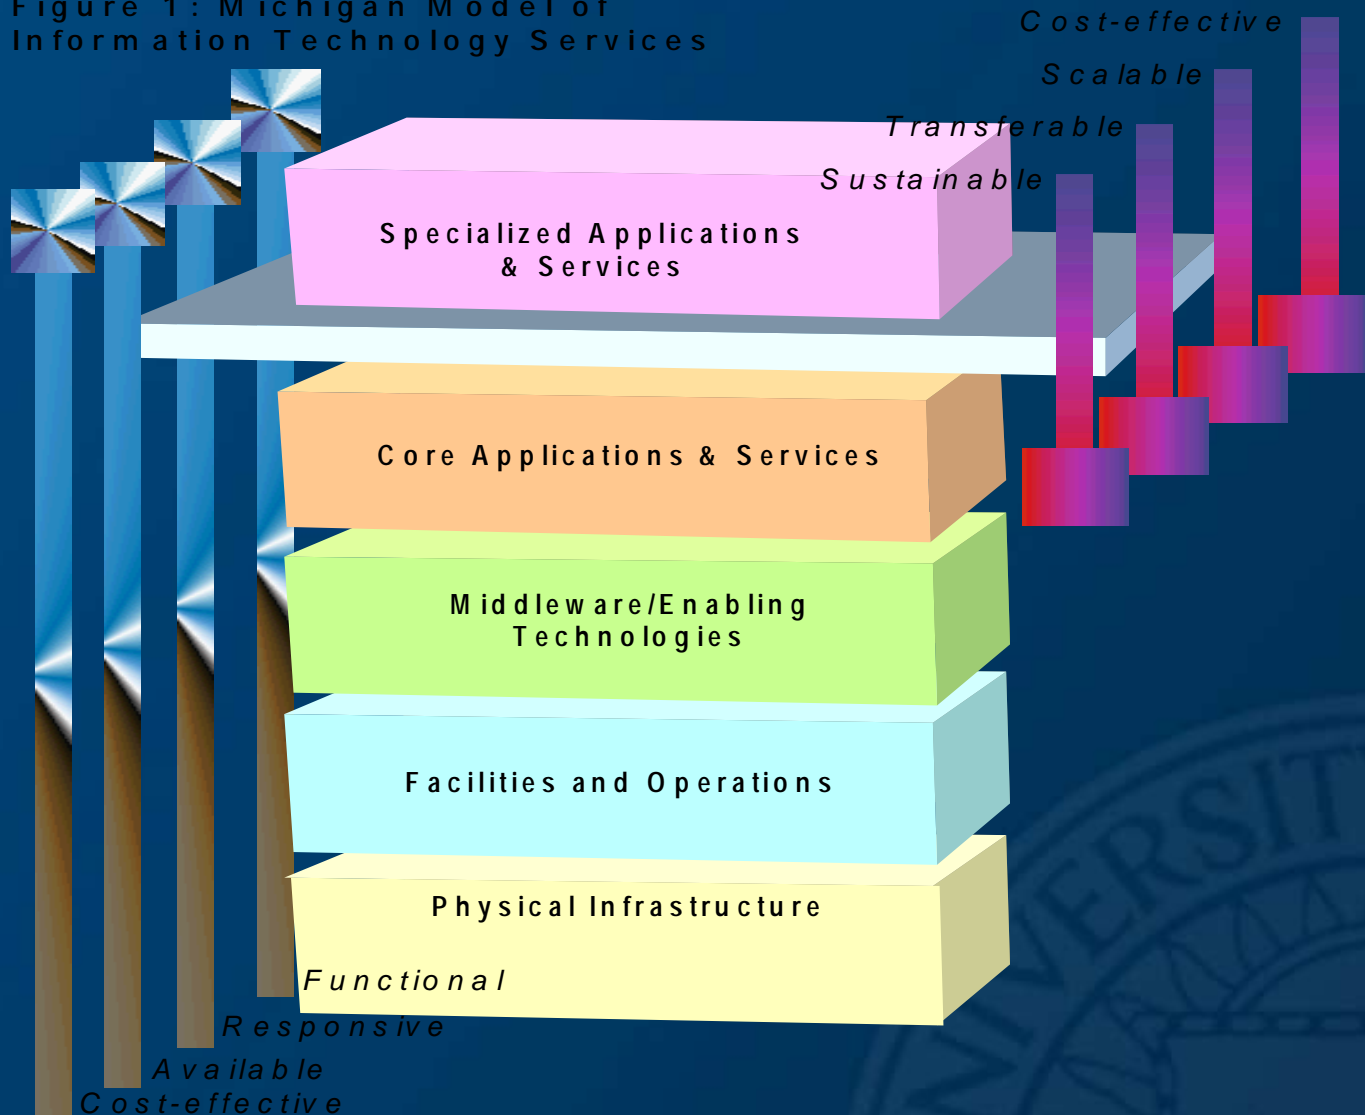 Figure 1: Michigan Model of
Information Technology Services
Cost-effective
Scalable
Transferable
Sustainable
Specialized Applications
& Services
Core Applications & Services
Middleware/Enabling
Technologies
Facilities and Operations
Physical Infrastructure
Functional
Responsive
Available
Cost-effective